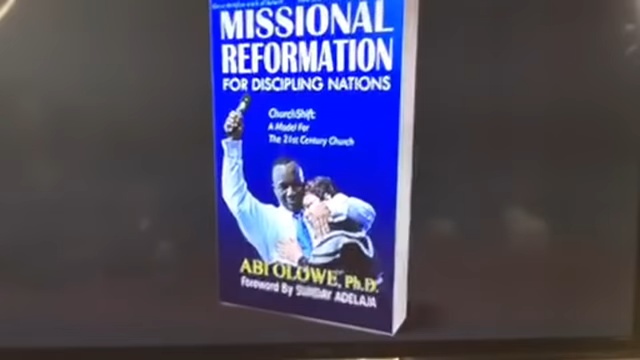 MISSIONAL
REFORMATION
FOR DISCIPLING NATIONS
ChurchShift:
A Model For
The 21st Century Church
ABI OLOWE, Ph.D.
Foreword By SUNDAY ADELAJA